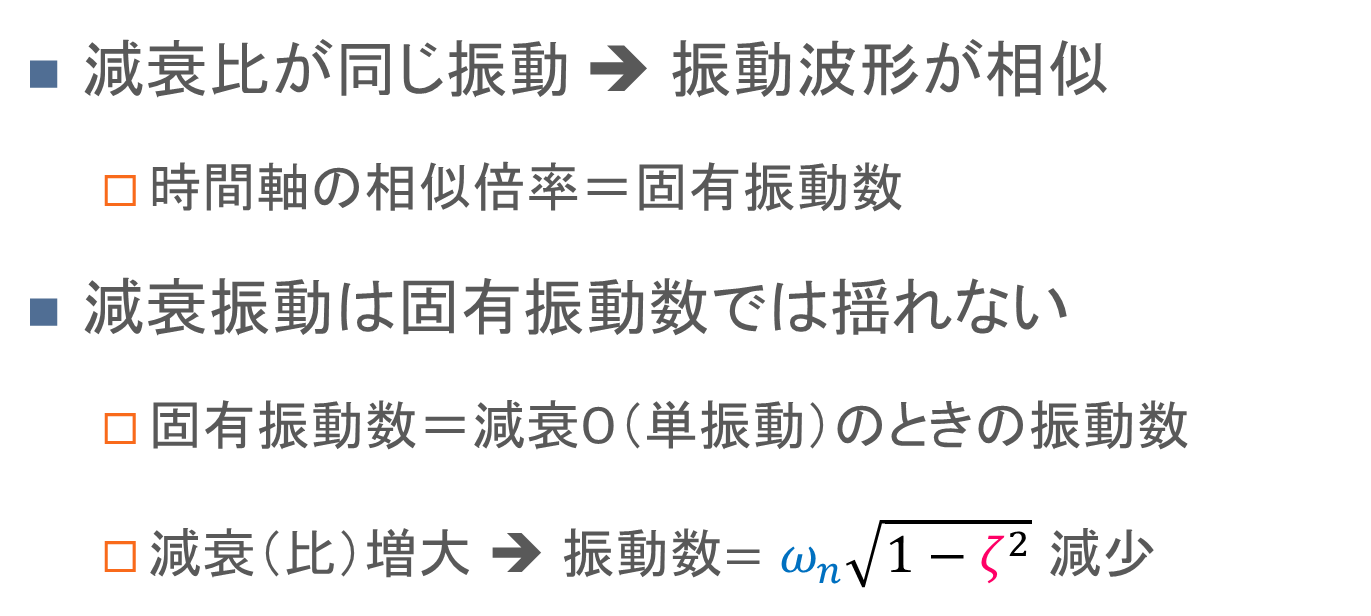 ■ 減衰比が同じ振動 ➔ 振動波形が相似
□ 時間軸の相似倍率＝固有振動数
■ 減衰振動は固有振動数では揺れない
□ 固有振動数＝減衰0（単振動）のときの振動数
□ 減衰（比）増大 ➔ 振動数= ωₙ√(1 − ζ²) 減少